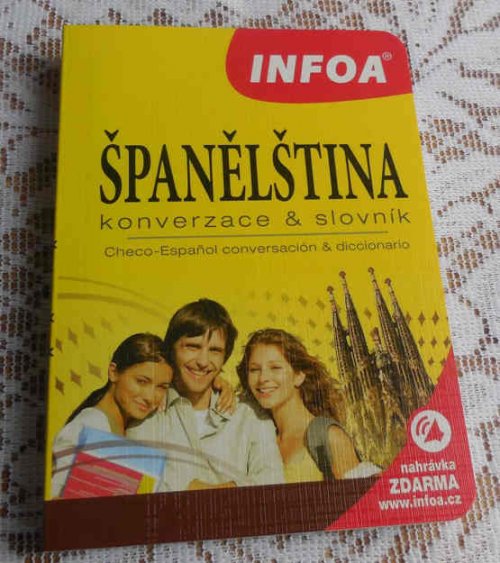 INFOA®
ŠPANĚLŠTINA
konverzace & slovník
Checo-Español conversación & diccionario
nahrávka
ZDARMA
www.infoa.cz